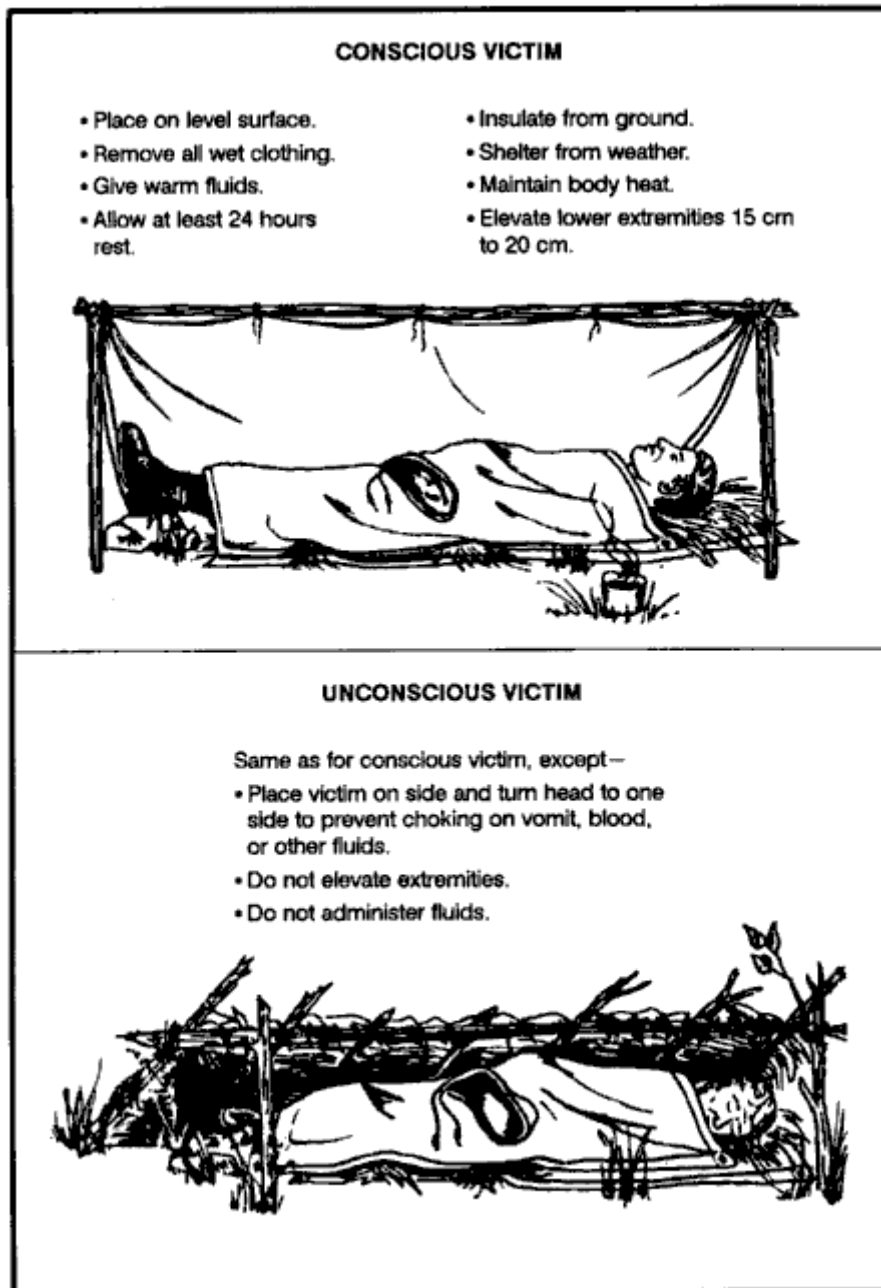 CONSCIOUS VICTIM
• Place on level surface.
• Remove all wet clothing.
• Give warm fluids.
• Allow at least 24 hours
rest.
• Insulate from ground.
• Shelter from weather.
• Maintain body heat.
• Elevate lower extremities 15 cm
to 20 cm.
UNCONSCIOUS VICTIM
Same as for conscious victim, except—
• Place victim on side and turn head to one
side to prevent choking on vomit, blood,
or other fluids.
• Do not elevate extremities.
• Do not administer fluids.